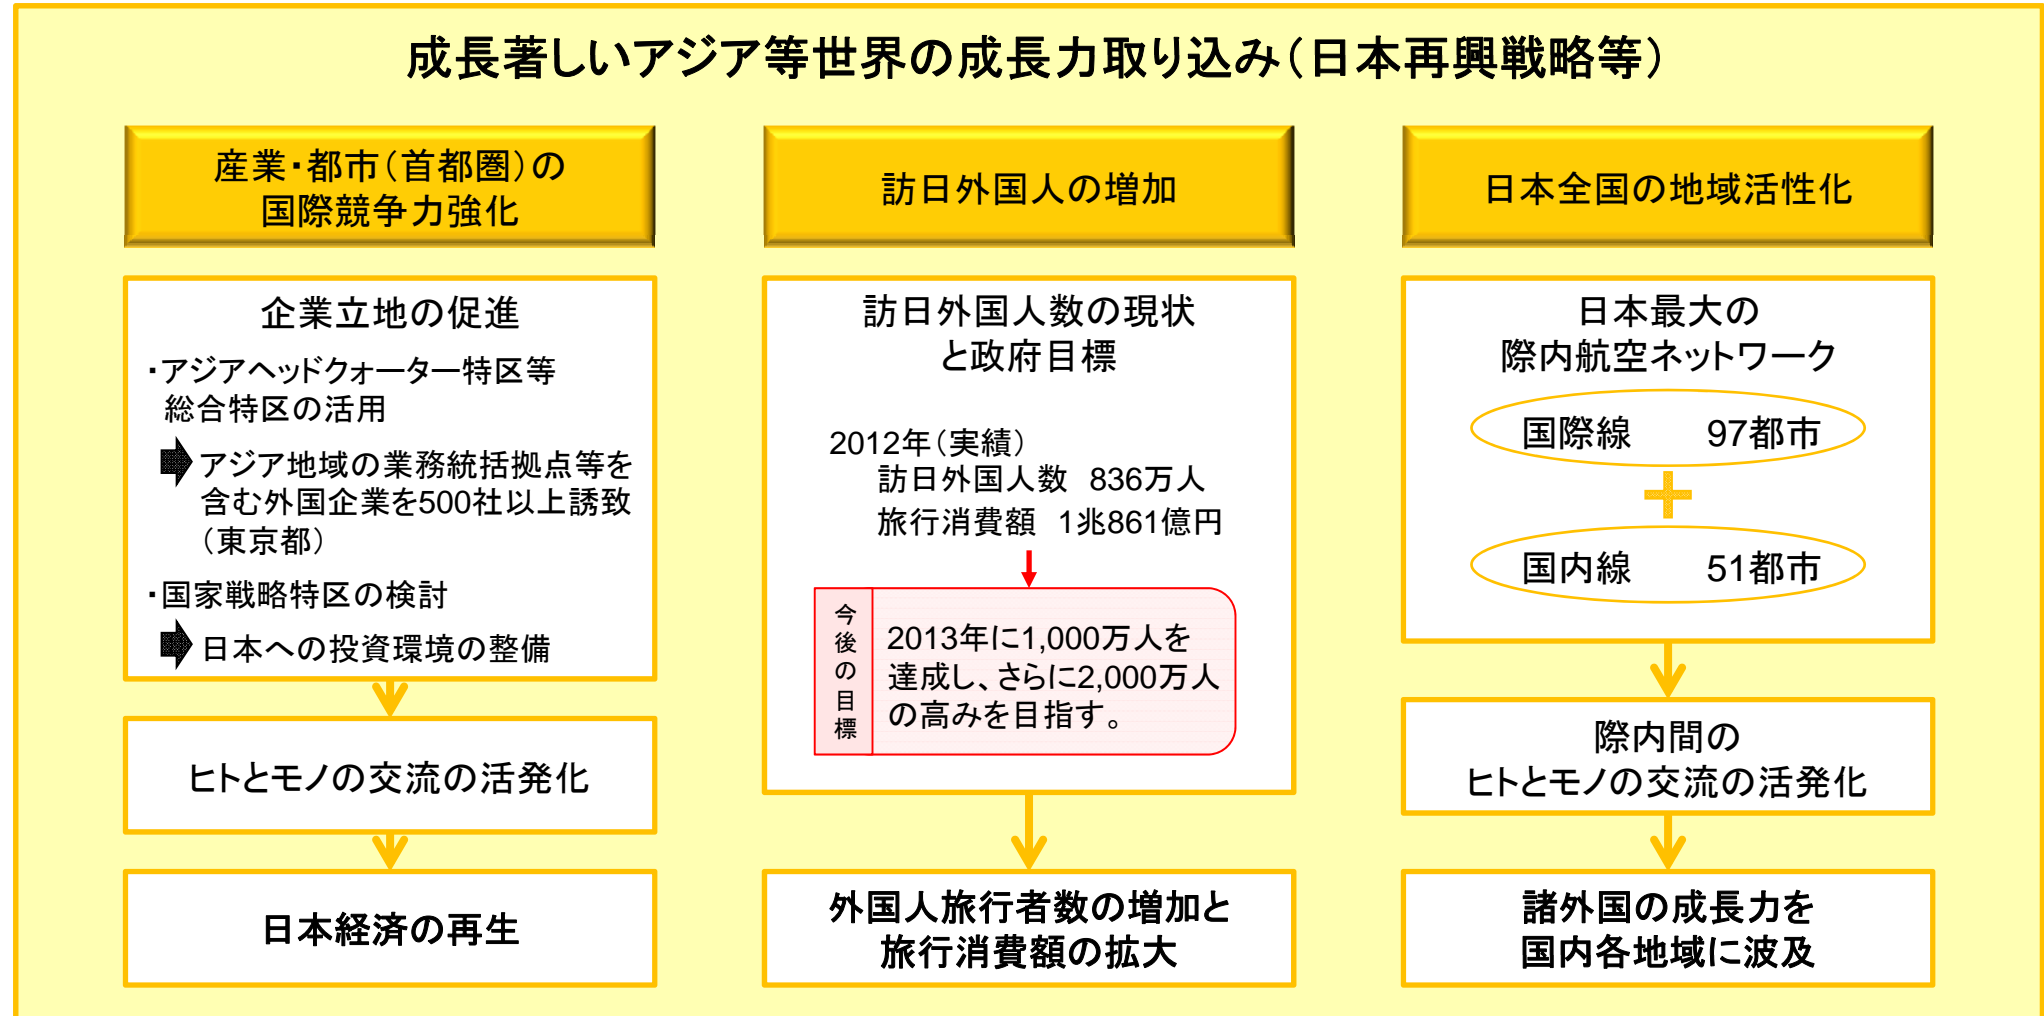 成長著しいアジア等世界の成長力取り込み(日本再興戦略等)
産業・都市(首都圏)の
国際競争力強化
企業立地の促進
・アジアヘッドクォーター特区等
総合特区の活用
アジア地域の業務統括拠点等を
含む外国企業を500社以上誘致
(東京都)
・国家戦略特区の検討
日本への投資環境の整備
ヒトとモノの交流の活発化
日本経済の再生
訪日外国人の増加
訪日外国人数の現状
と政府目標
2012年(実績)
訪日外国人数 836万人
旅行消費額 1兆861億円
今後の目標
2013年に1,000万人を
達成し、さらに2,000万人
の高みを目指す。
外国人旅行者数の増加と
旅行消費額の拡大
日本全国の地域活性化
日本最大の
際内航空ネットワーク
国際線 97都市
国内線 51都市
際内間の
ヒトとモノの交流の活発化
諸外国の成長力を
国内各地域に波及